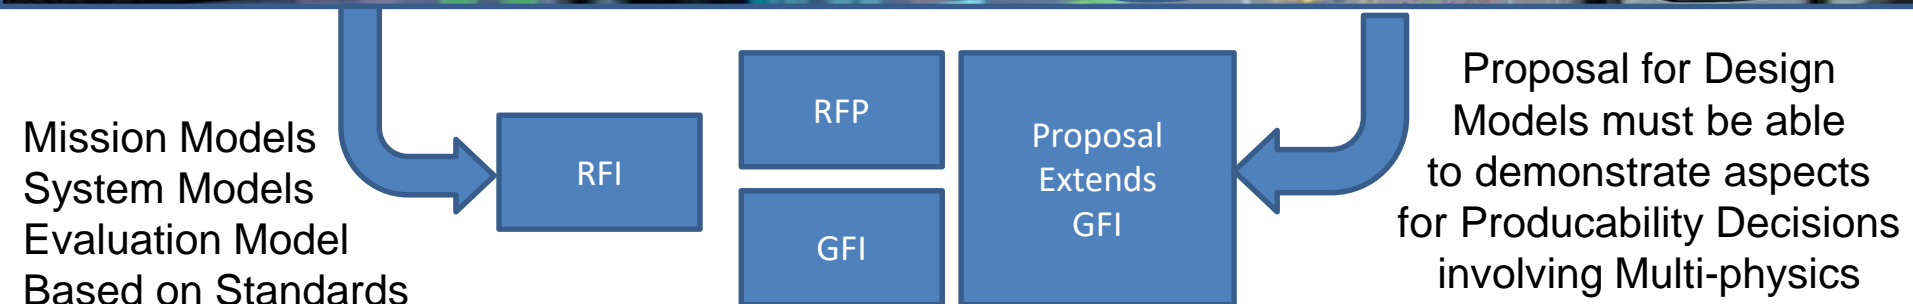 Mission Models
System Models
Evaluation Model
Based on Standards
RFI
RFP
GFI
Proposal
Extends
GFI
Proposal for Design
Models must be able
to demonstrate aspects
for Producability Decisions
involving Multi-physics